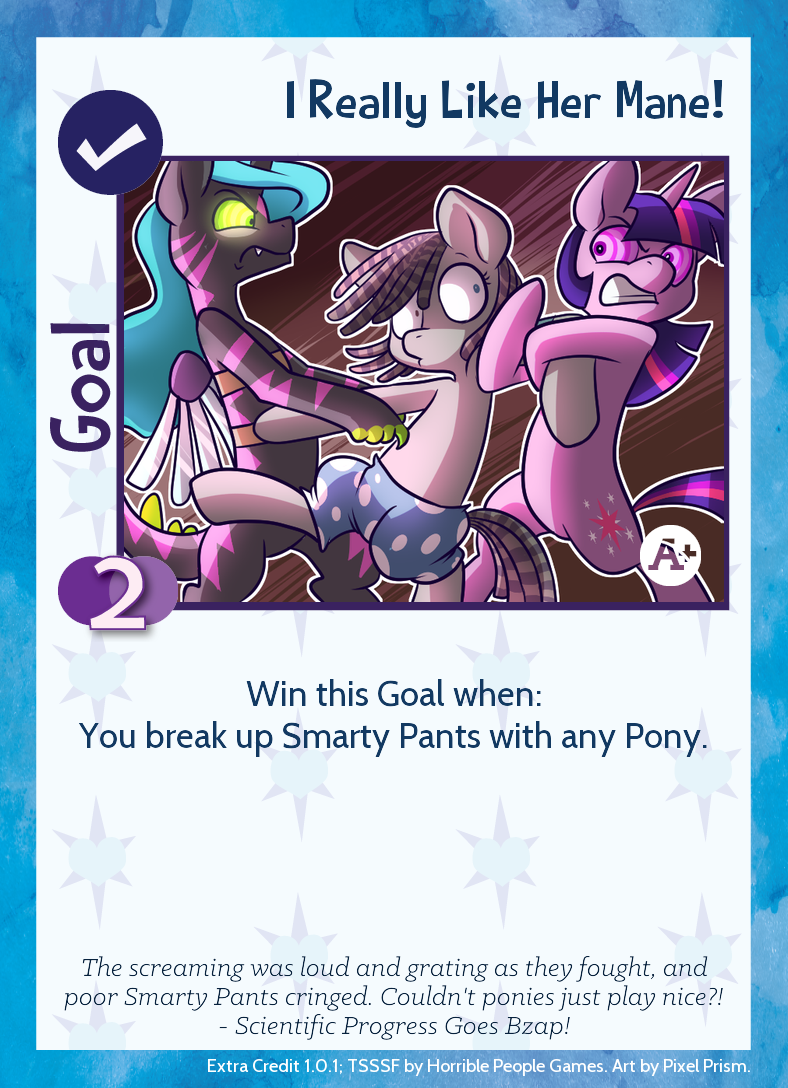 I Really Like Her Mane!
Goal
A+
2
Win this Goal when:
You break up Smarty Pants with any Pony.
The screaming was loud and grating as they fought, and
poor Smarty Pants cringed. Couldn't ponies just play nice?!
- Scientific Progress Goes Bzap!
Extra Credit 1.0.1; TSSSF by Horrible People Games. Art by Pixel Prism.